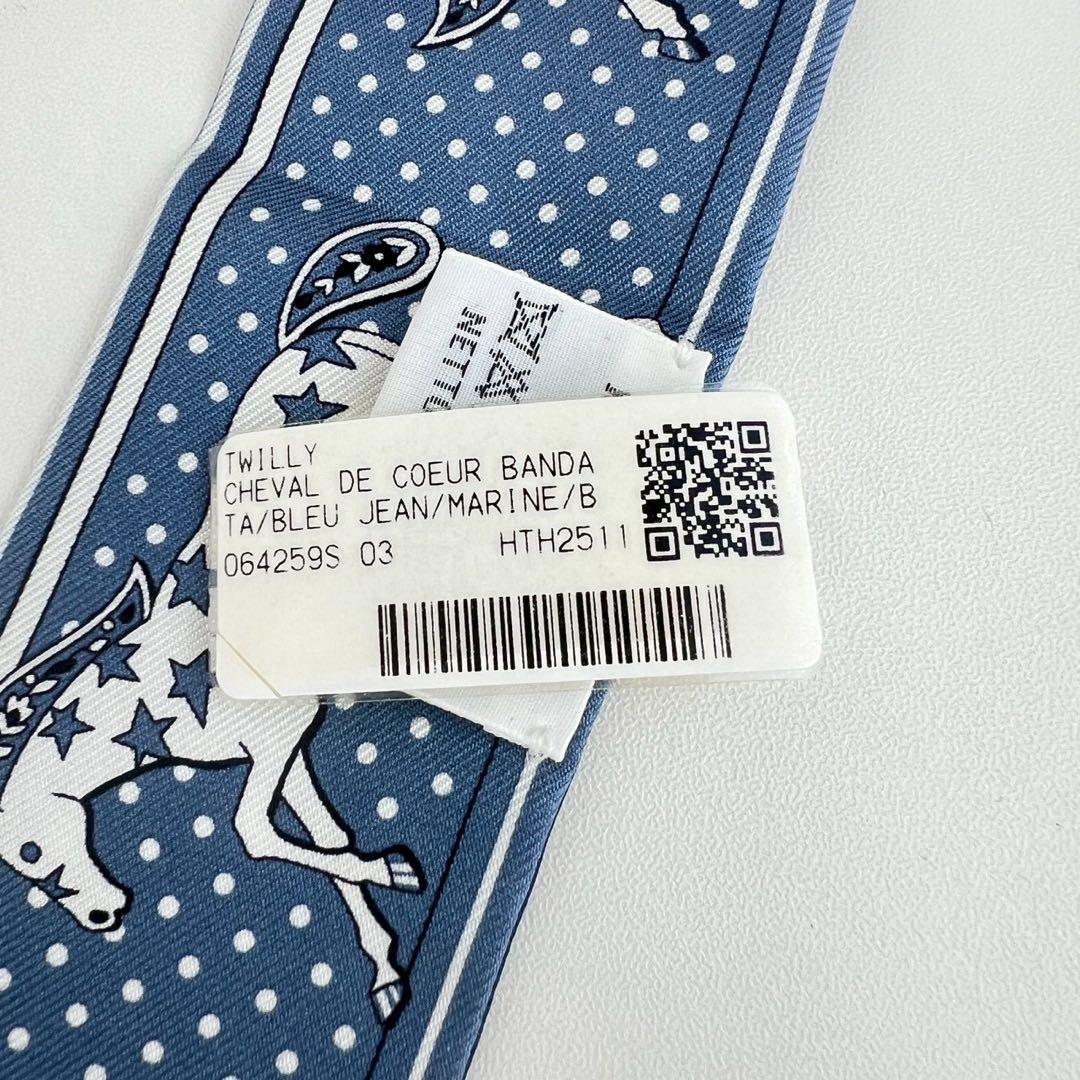 TWILLY
CHEVAL DE COEUR BANDA
TA/BLEU JEAN/MARINE/B
064259S 03 HTH2511